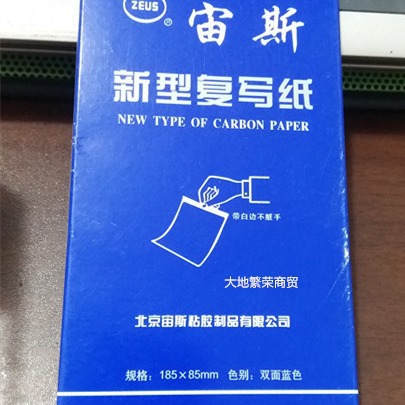 ZEUS
®
宙斯
新型复写纸
NEW TYPE OF CARBON PAPER
带白边不脏手
大地繁荣商贸
北京宙斯粘胶制品有限公司
规格：185×85mm 色别：双面蓝色